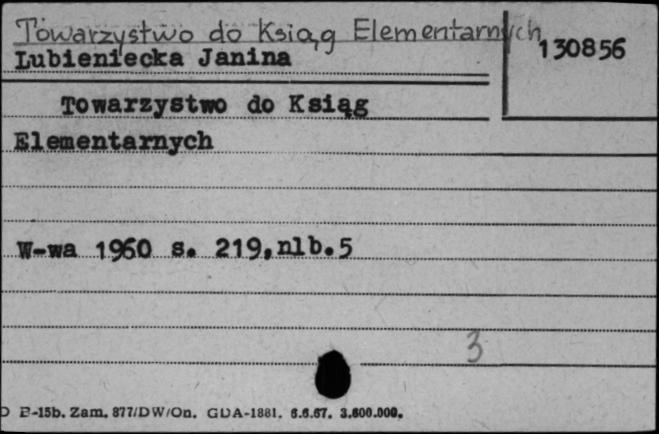 Towarzystwo do Ksiąg Elementarnych
130856
Lubieniecka Janina
Towarzystwo do Ksiąg
Elementarnych
W-wa 1960 s. 219, nlb. 5
3
B-15b. Zam. 877/DW/On. GDA-1881. 6.6.67. 3.600.000.